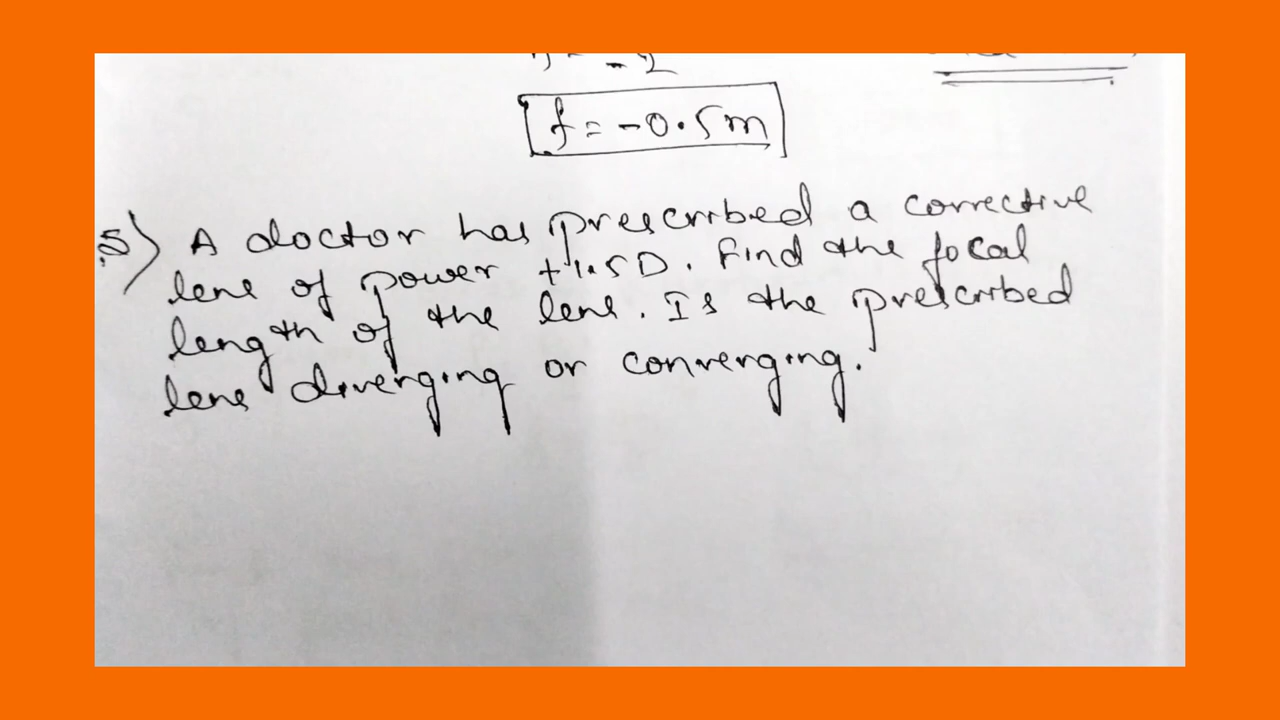 - 2
f = -0.5m
5) A doctor has prescribed a corrective
lens of power +1.5D. Find the focal
length of the lens. Is the prescribed
lens diverging or converging.